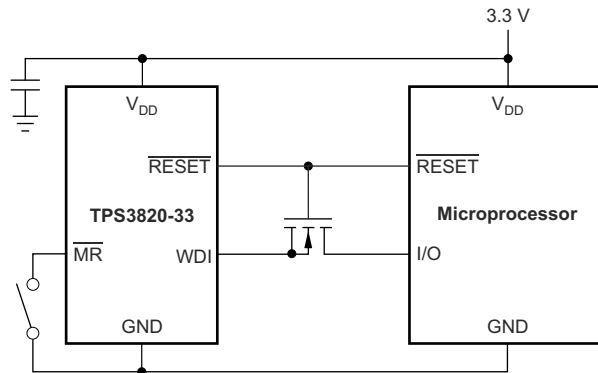 3.3 V
V_DD
V_DD
RESET
RESET
TPS3820-33
Microprocessor
MR
WDI
I/O
GND
GND